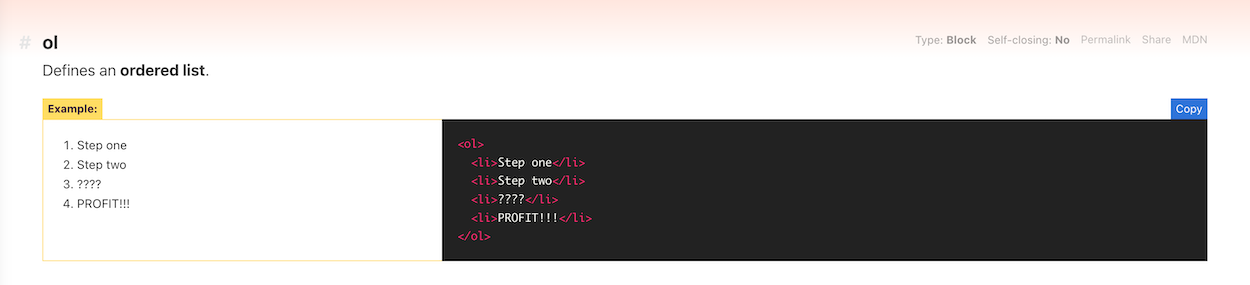 # ol
Type: Block Self-closing: No Permalink Share MDN
Defines an ordered list.
Example:
Copy
1. Step one
2. Step two
3. ????
4. PROFIT!!!
<ol>
  <li>Step one</li>
  <li>Step two</li>
  <li>????</li>
  <li>PROFIT!!!</li>
</ol>